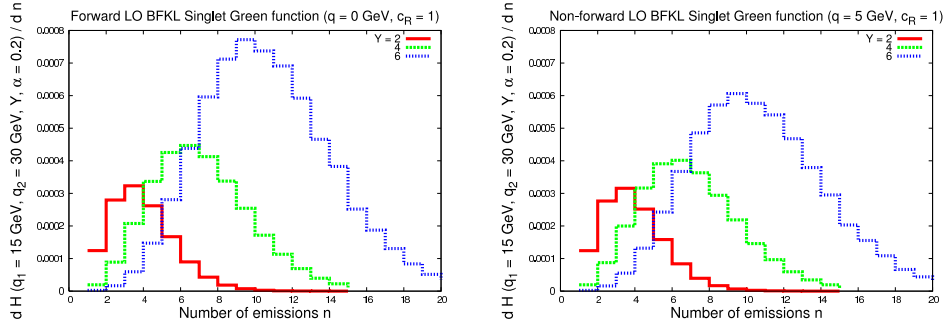 Forward LO BFKL Singlet Green function (q = 0 GeV, c_R = 1)
d H (q_1 = 15 GeV, q_2 = 30 GeV, Y, α = 0.2) / d n
0.0008
0.0007
0.0006
0.0005
0.0004
0.0003
0.0002
0.0001
0
0 2 4 6 8 10 12 14 16 18 20
Number of emissions n
Y = 2
4
6
Non-forward LO BFKL Singlet Green function (q = 5 GeV, c_R = 1)
d H (q_1 = 15 GeV, q_2 = 30 GeV, Y, α = 0.2) / d n
0.0008
0.0007
0.0006
0.0005
0.0004
0.0003
0.0002
0.0001
0
0 2 4 6 8 10 12 14 16 18 20
Number of emissions n
Y = 2
4
6